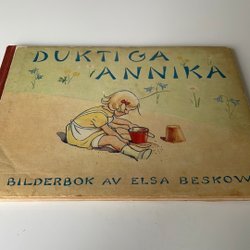 DUKTIGA
ANNIKA
BILDERBOK AV ELSA BESKOW